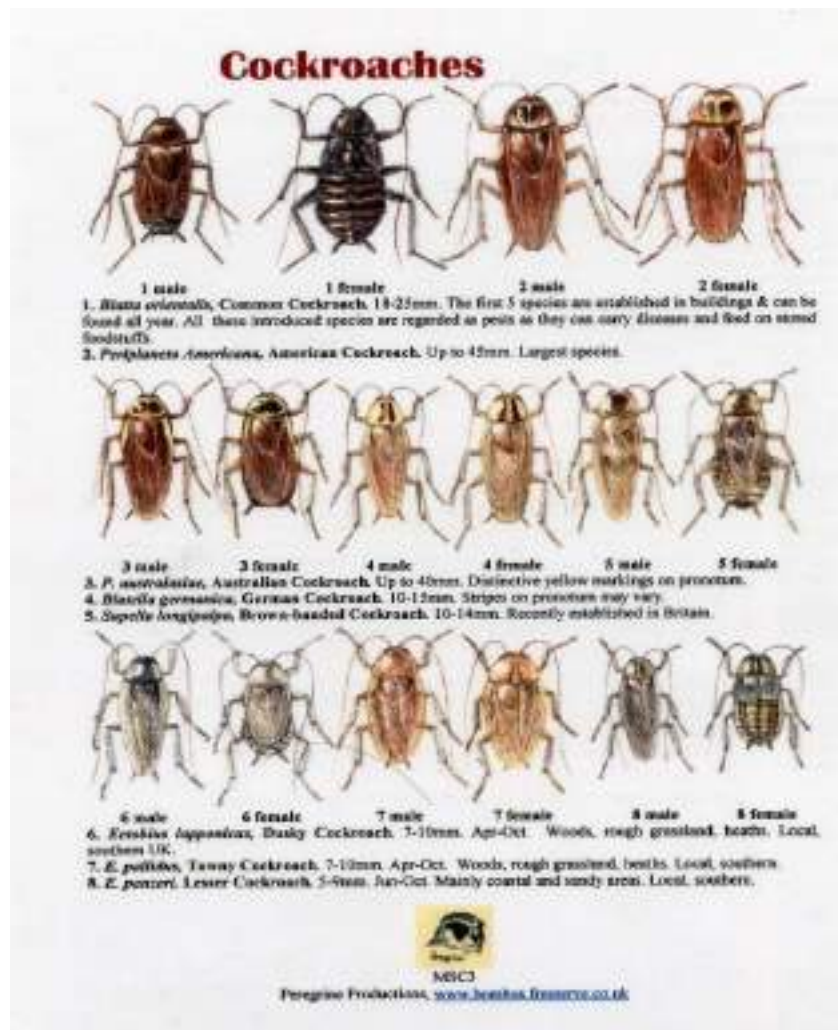 Cockroaches
1 male 1 female 2 male 2 female
1. Blatta orientalis, Common Cockroach. 18-25mm. The first 5 species are established in buildings & can be
found all year. All these introduced species are regarded as pests as they can carry diseases and feed on stored
foodstuffs.
2. Periplaneta Americana, American Cockroach. Up to 45mm. Largest species.
3 male 3 female 4 male 4 female 5 male 5 female
3. P. australasiae, Australian Cockroach. Up to 40mm. Distinctive yellow markings on pronotum.
4. Blatella germanica, German Cockroach. 10-15mm. Stripes on pronotum may vary.
5. Supella longipalpa, Brown-banded Cockroach. 10-14mm. Recently established in Britain.
6 male 6 female 7 male 7 female 8 male 8 female
6. Ectobius lapponicus, Dusky Cockroach. 7-10mm. Apr-Oct. Woods, rough grassland, heaths. Local,
southern UK.
7. E. pallidus, Tawny Cockroach. 7-10mm. Apr-Oct. Woods, rough grassland, heaths. Local, southern.
8. E. panzeri. Lesser Cockroach. 5-9mm. Jun-Oct. Mainly coastal and sandy areas. Local, southern.
MSC3
Peregrine Productions,